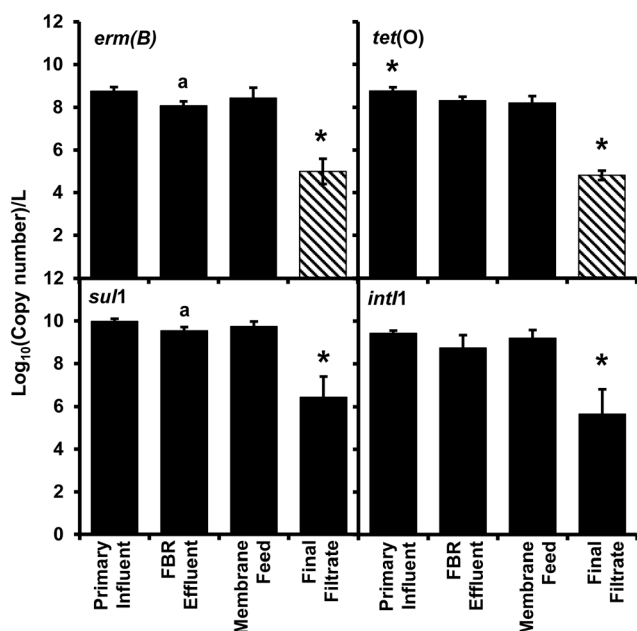 Log10(Copy number)/L
12
10
8
6
4
2
12
10
8
6
4
2
0
erm(B)
a
*
tet(O)
*
*
sul1
a
*
intI1
*
Primary
Influent
FBR
Effluent
Membrane
Feed
Final
Filtrate
Primary
Influent
FBR
Effluent
Membrane
Feed
Final
Filtrate